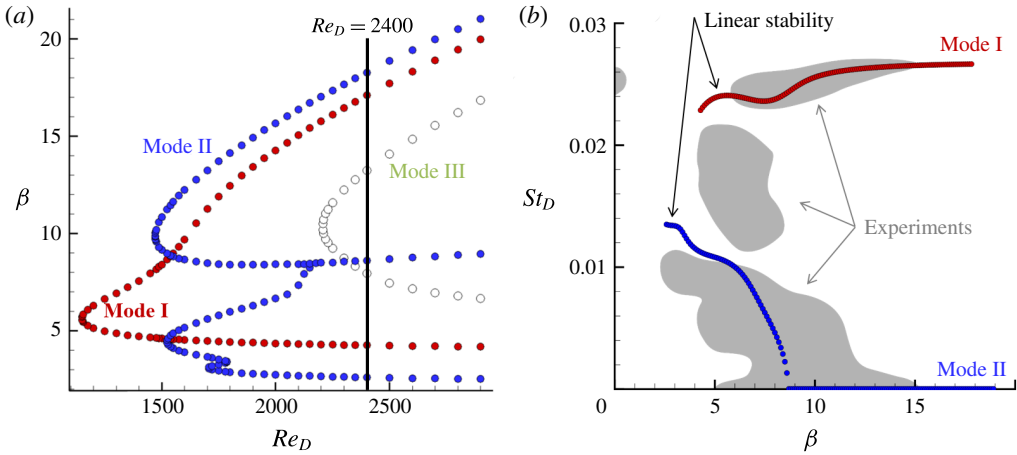 (a)
Re_D = 2400
20
15
β
10
5
Mode II
Mode III
Mode I
1500
2000
2500
Re_D
(b)
0.03
Linear stability
Mode I
0.02
St_D
Experiments
0.01
Mode II
0
5
10
15
β